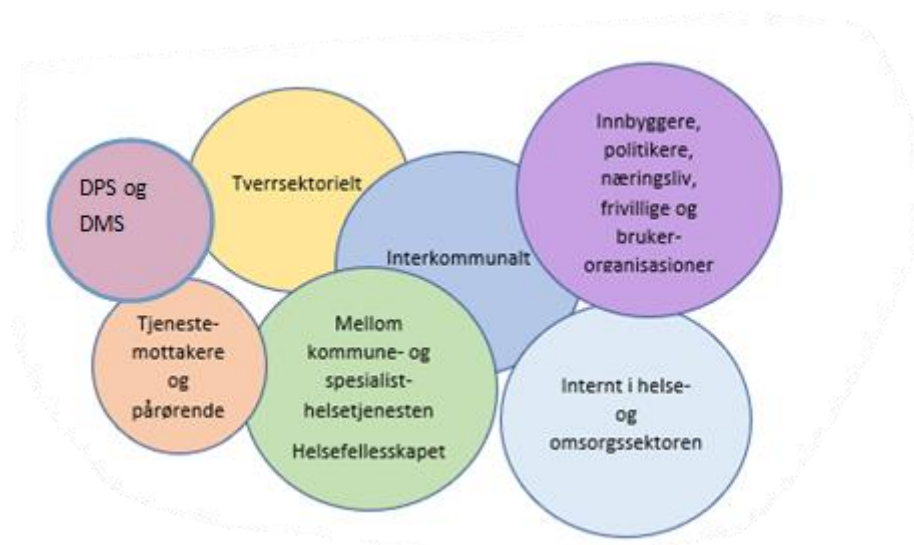 DPS og
DMS
Tverrsektorielt
Interkommunalt
Innbyggere,
politikere,
næringsliv,
frivillige og
bruker-
organisasjoner
Tjeneste-
mottakere
og
pårørende
Mellom
kommune- og
spesialist-
helsetjenesten
Helsefellesskapet
Internt i helse-
og
omsorgssektoren